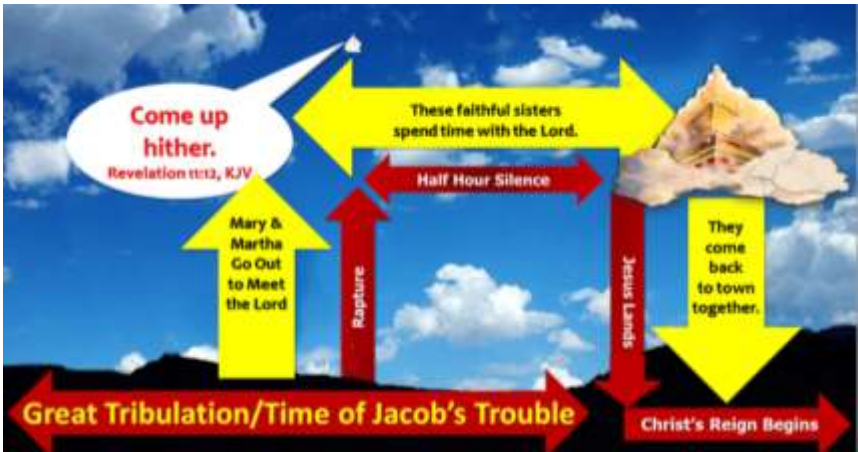 Come up
hither.
Revelation 11:12, KJV
These faithful sisters
spend time with the Lord.
Half Hour Silence
Mary &
Martha
Go Out
to Meet
the Lord
Rapture
Jesus Lands
They
come
back
to town
together.
Great Tribulation/Time of Jacob's Trouble
Christ's Reign Begins